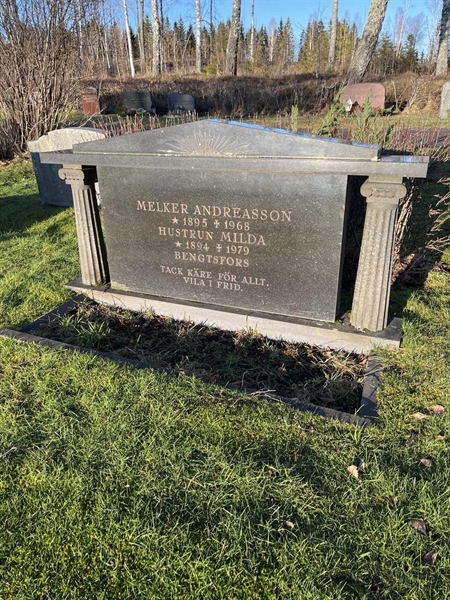 MELKER ANDREASSON
* 1895 ✝ 1968
HUSTRUN MILDA
* 1894 ✝ 1979
BENGTSFORS
TACK KÄRE FÖR ALLT.
VILA I FRID.